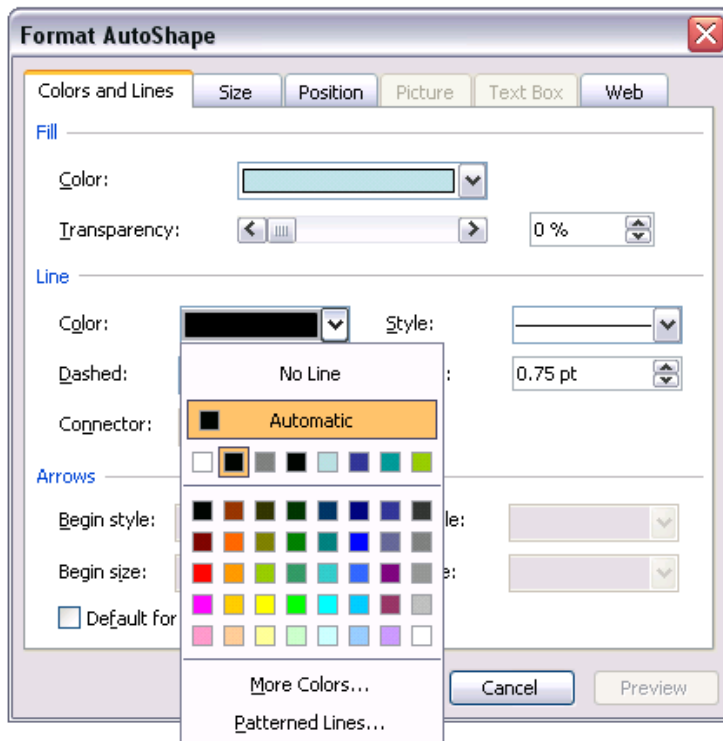 Format AutoShape
Colors and Lines Size Position Picture Text Box Web
Fill
Color:
Transparency: 0 %
Line
Color: Style:
Dashed: : 0.75 pt
No Line
Automatic
Connector:
Arrows
Begin style: le:
Begin size: e:
Default for
More Colors...
Cancel Preview
Patterned Lines...